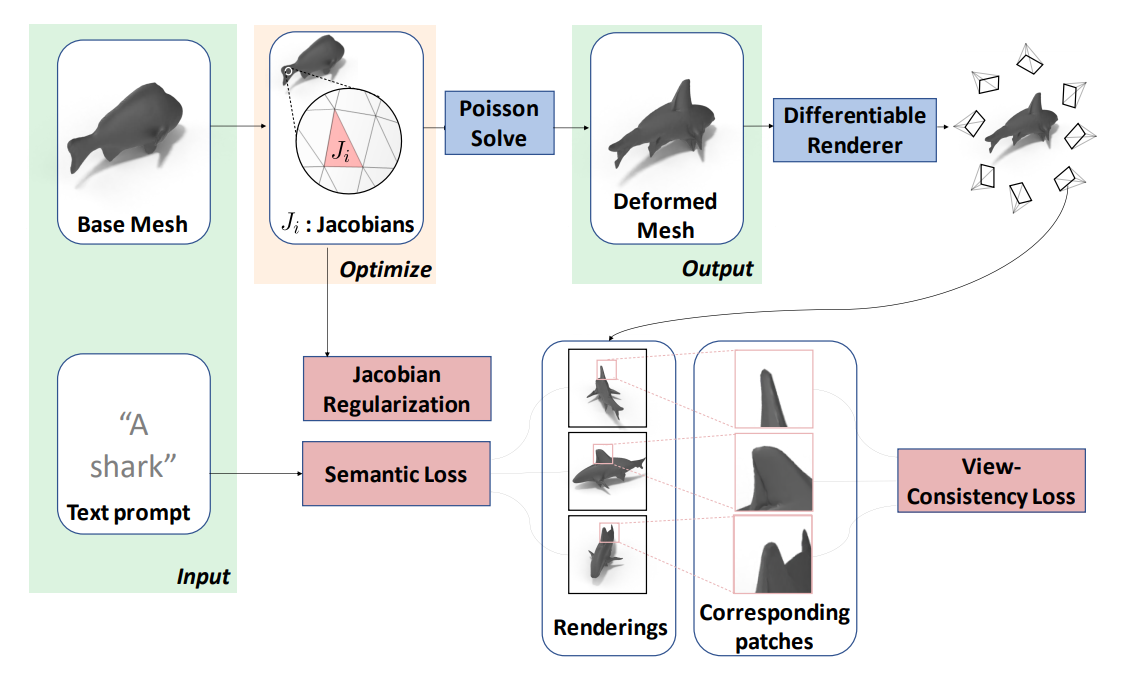 Base Mesh
J_i
J_i : Jacobians
Optimize
Poisson
Solve
Deformed
Mesh
Output
Differentiable
Renderer
“A
shark”
Text prompt
Input
Jacobian
Regularization
Semantic Loss
Renderings
Corresponding
patches
View-
Consistency Loss